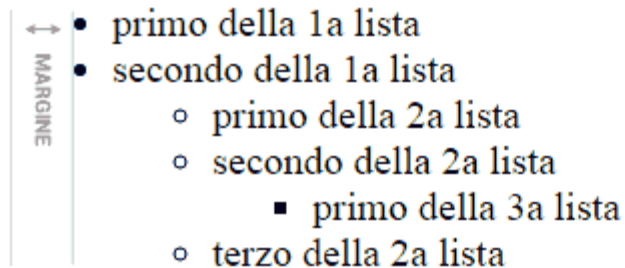 primo della 1a lista
secondo della 1a lista
primo della 2a lista
secondo della 2a lista
primo della 3a lista
terzo della 2a lista
MARGINE